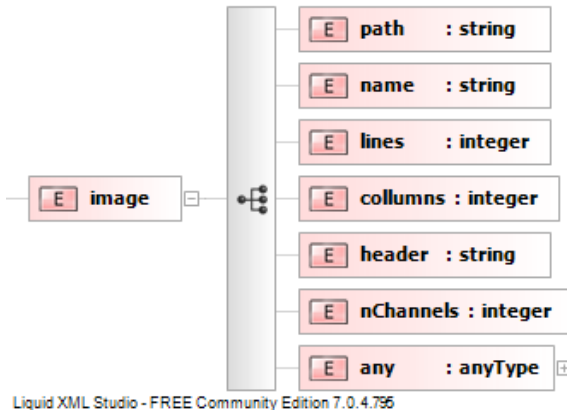 E path : string
E name : string
E lines : integer
E image
E collumns : integer
E header : string
E nChannels : integer
E any : anyType
Liquid XML Studio - FREE Community Edition 7.0.4.795